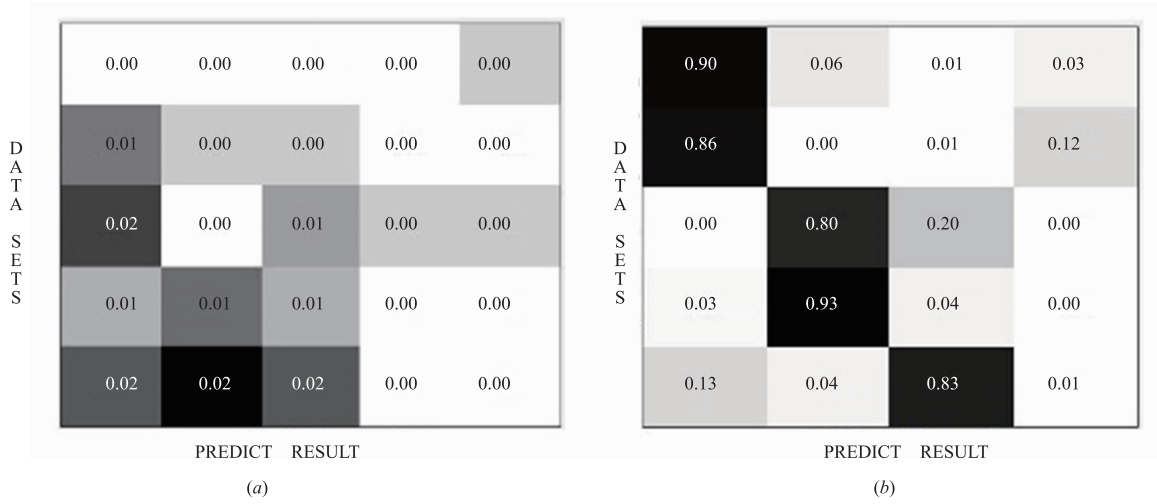 DATA SETS
0.00 0.00 0.00 0.00 0.00
0.01 0.00 0.00 0.00 0.00
0.02 0.00 0.01 0.00 0.00
0.01 0.01 0.01 0.00 0.00
0.02 0.02 0.02 0.00 0.00
PREDICT RESULT
(a)
DATA SETS
0.90 0.06 0.01 0.03
0.86 0.00 0.01 0.12
0.00 0.80 0.20 0.00
0.03 0.93 0.04 0.00
0.13 0.04 0.83 0.01
PREDICT RESULT
(b)